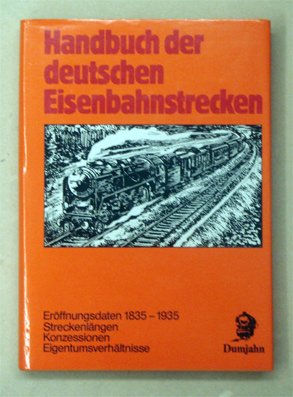 Handbuch der
deutschen
Eisenbahnstrecken
Eröffnungsdaten 1835 – 1935
Streckenlängen
Konzessionen
Eigentumsverhältnisse
Dumjahn